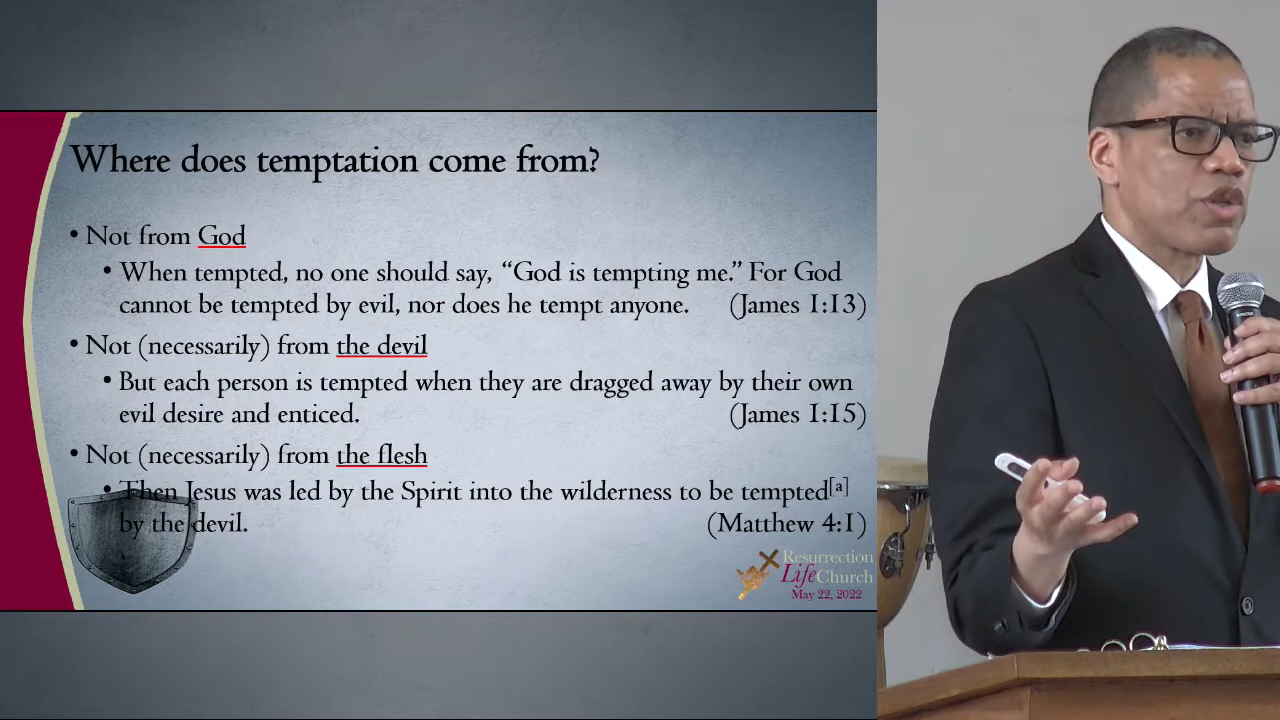 Where does temptation come from?
• Not from God
• When tempted, no one should say, “God is tempting me.” For God
cannot be tempted by evil, nor does he tempt anyone. (James 1:13)
• Not (necessarily) from the devil
• But each person is tempted when they are dragged away by their own
evil desire and enticed. (James 1:15)
• Not (necessarily) from the flesh
• Then Jesus was led by the Spirit into the wilderness to be tempted[a]
by the devil. (Matthew 4:1)
Resurrection
LifeChurch
May 22, 2022